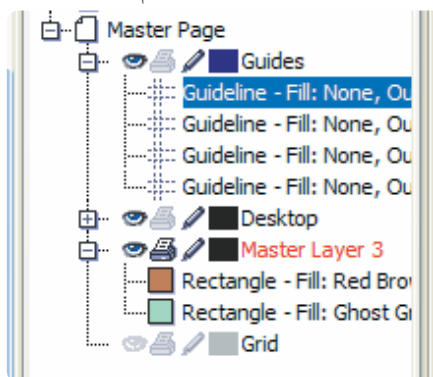 Master Page
Guides
Guideline - Fill: None, Ou
Guideline - Fill: None, Ou
Guideline - Fill: None, Ou
Guideline - Fill: None, Ou
Desktop
Master Layer 3
Rectangle - Fill: Red Bro
Rectangle - Fill: Ghost Gr
Grid